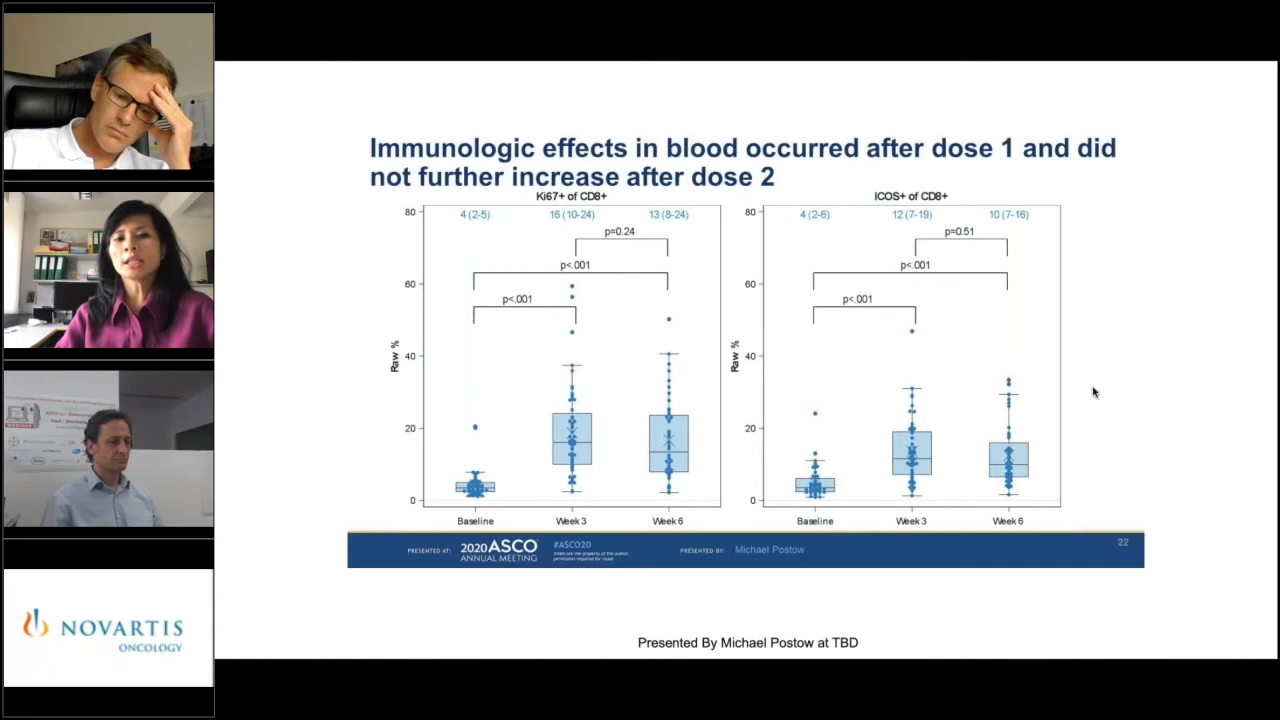 Immunologic effects in blood occurred after dose 1 and did
not further increase after dose 2
Ki67+ of CD8+
80
4 (2-5)
16 (10-24)
13 (8-24)
p=0.24
p<.001
60
p<.001
40
Raw %
20
0
Baseline
Week 3
Week 6
ICOS+ of CD8+
80
4 (2-6)
12 (7-19)
10 (7-16)
p=0.51
p<.001
60
p<.001
40
Raw %
20
0
Baseline
Week 3
Week 6
PRESENTED AT:
2020 ASCO
ANNUAL MEETING
#ASCO20
Slides are the property of the author,
permission required for reuse.
PRESENTED BY:
Michael Postow
22
Presented By Michael Postow at TBD
NOVARTIS
ONCOLOGY